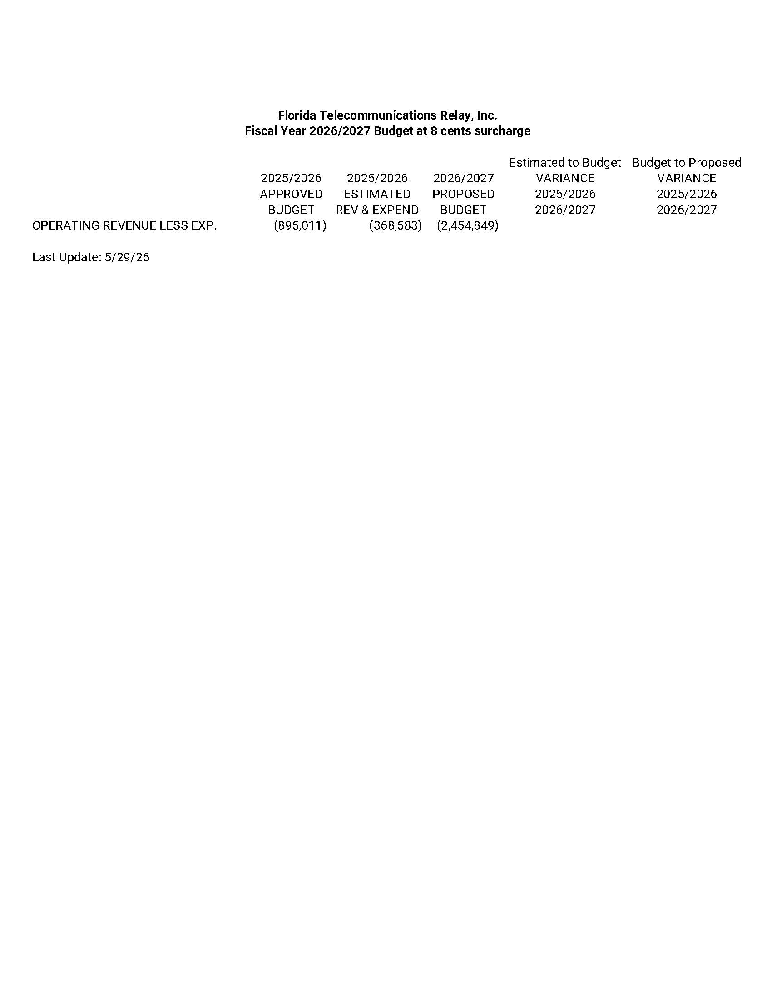 Florida Telecommunications Relay, Inc.
Fiscal Year 2026/2027 Budget at 8 cents surcharge
Estimated to Budget Budget to Proposed
2025/2026 2025/2026 2026/2027 VARIANCE VARIANCE
APPROVED ESTIMATED PROPOSED 2025/2026 2025/2026
BUDGET REV & EXPEND BUDGET 2026/2027 2026/2027
OPERATING REVENUE LESS EXP. (895,011) (368,583) (2,454,849)
Last Update: 5/29/26